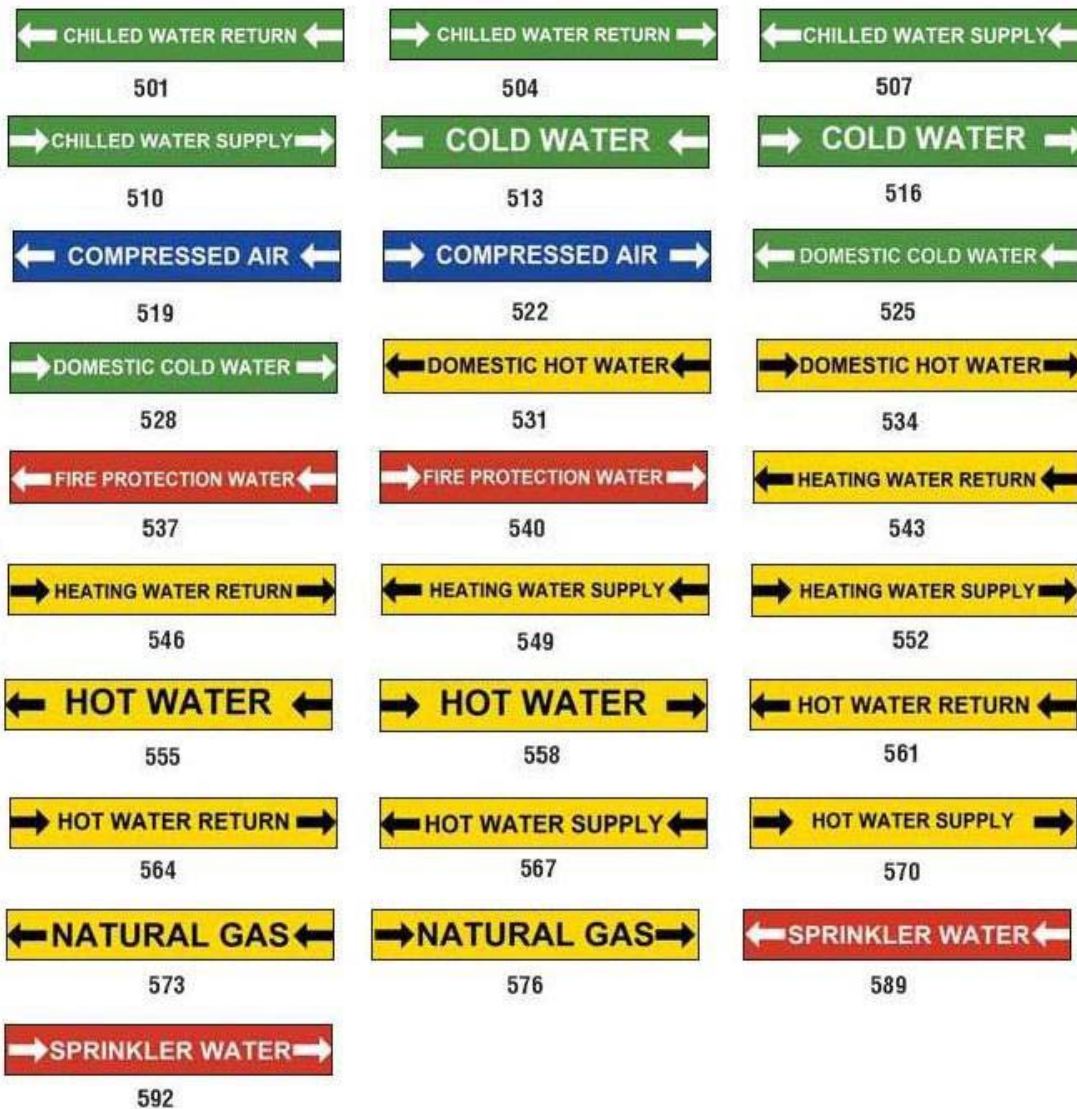 CHILLED WATER RETURN
CHILLED WATER RETURN
CHILLED WATER SUPPLY
501
504
507
CHILLED WATER SUPPLY
COLD WATER
COLD WATER
510
513
516
COMPRESSED AIR
COMPRESSED AIR
DOMESTIC COLD WATER
519
522
525
DOMESTIC COLD WATER
DOMESTIC HOT WATER
DOMESTIC HOT WATER
528
531
534
FIRE PROTECTION WATER
FIRE PROTECTION WATER
HEATING WATER RETURN
537
540
543
HEATING WATER RETURN
HEATING WATER SUPPLY
HEATING WATER SUPPLY
546
549
552
HOT WATER
HOT WATER
HOT WATER RETURN
555
558
561
HOT WATER RETURN
HOT WATER SUPPLY
HOT WATER SUPPLY
564
567
570
NATURAL GAS
NATURAL GAS
SPRINKLER WATER
573
576
589
SPRINKLER WATER
592